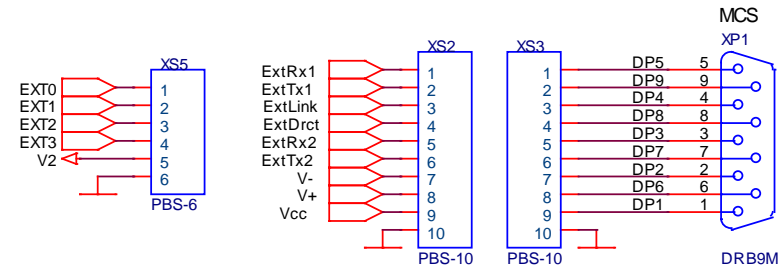 MCS
XS5
EXT0 1
EXT1 2
EXT2 3
EXT3 4
V2 5
6
PBS-6
XS2
ExtRx1 1
ExtTx1 2
ExtLink 3
ExtDrct 4
ExtRx2 5
ExtTx2 6
V- 7
V+ 8
Vcc 9
10
PBS-10
XS3
XP1
1 DP5 5
2 DP9 9
3 DP4 4
4 DP8 8
5 DP3 3
6 DP7 7
7 DP2 2
8 DP6 6
9 DP1 1
10
PBS-10
DRB9M